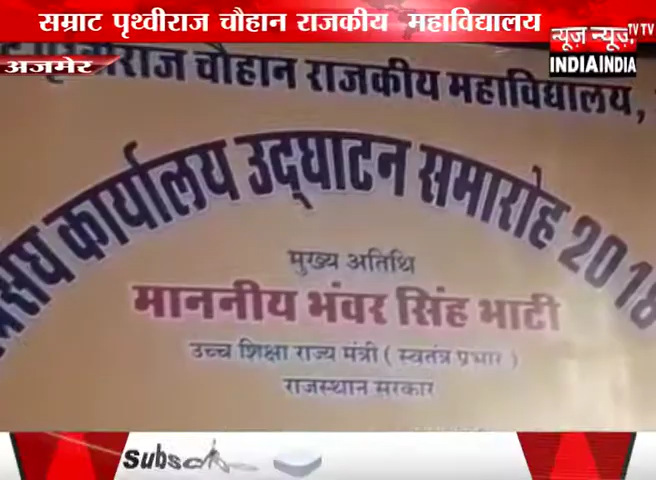 सम्राट पृथ्वीराज चौहान राजकीय महाविद्यालय
न्यूज़ न्यूज़ TV TV
INDIA INDIA
अजमेर
चौहान राजकीय महाविद्यालय,
कार्यालय उद्घाटन समारोह 2018
मुख्य अतिथि
माननीय भंवर सिंह भाटी
उच्च शिक्षा राज्य मंत्री ( स्वतंत्र प्रभार )
राजस्थान सरकार